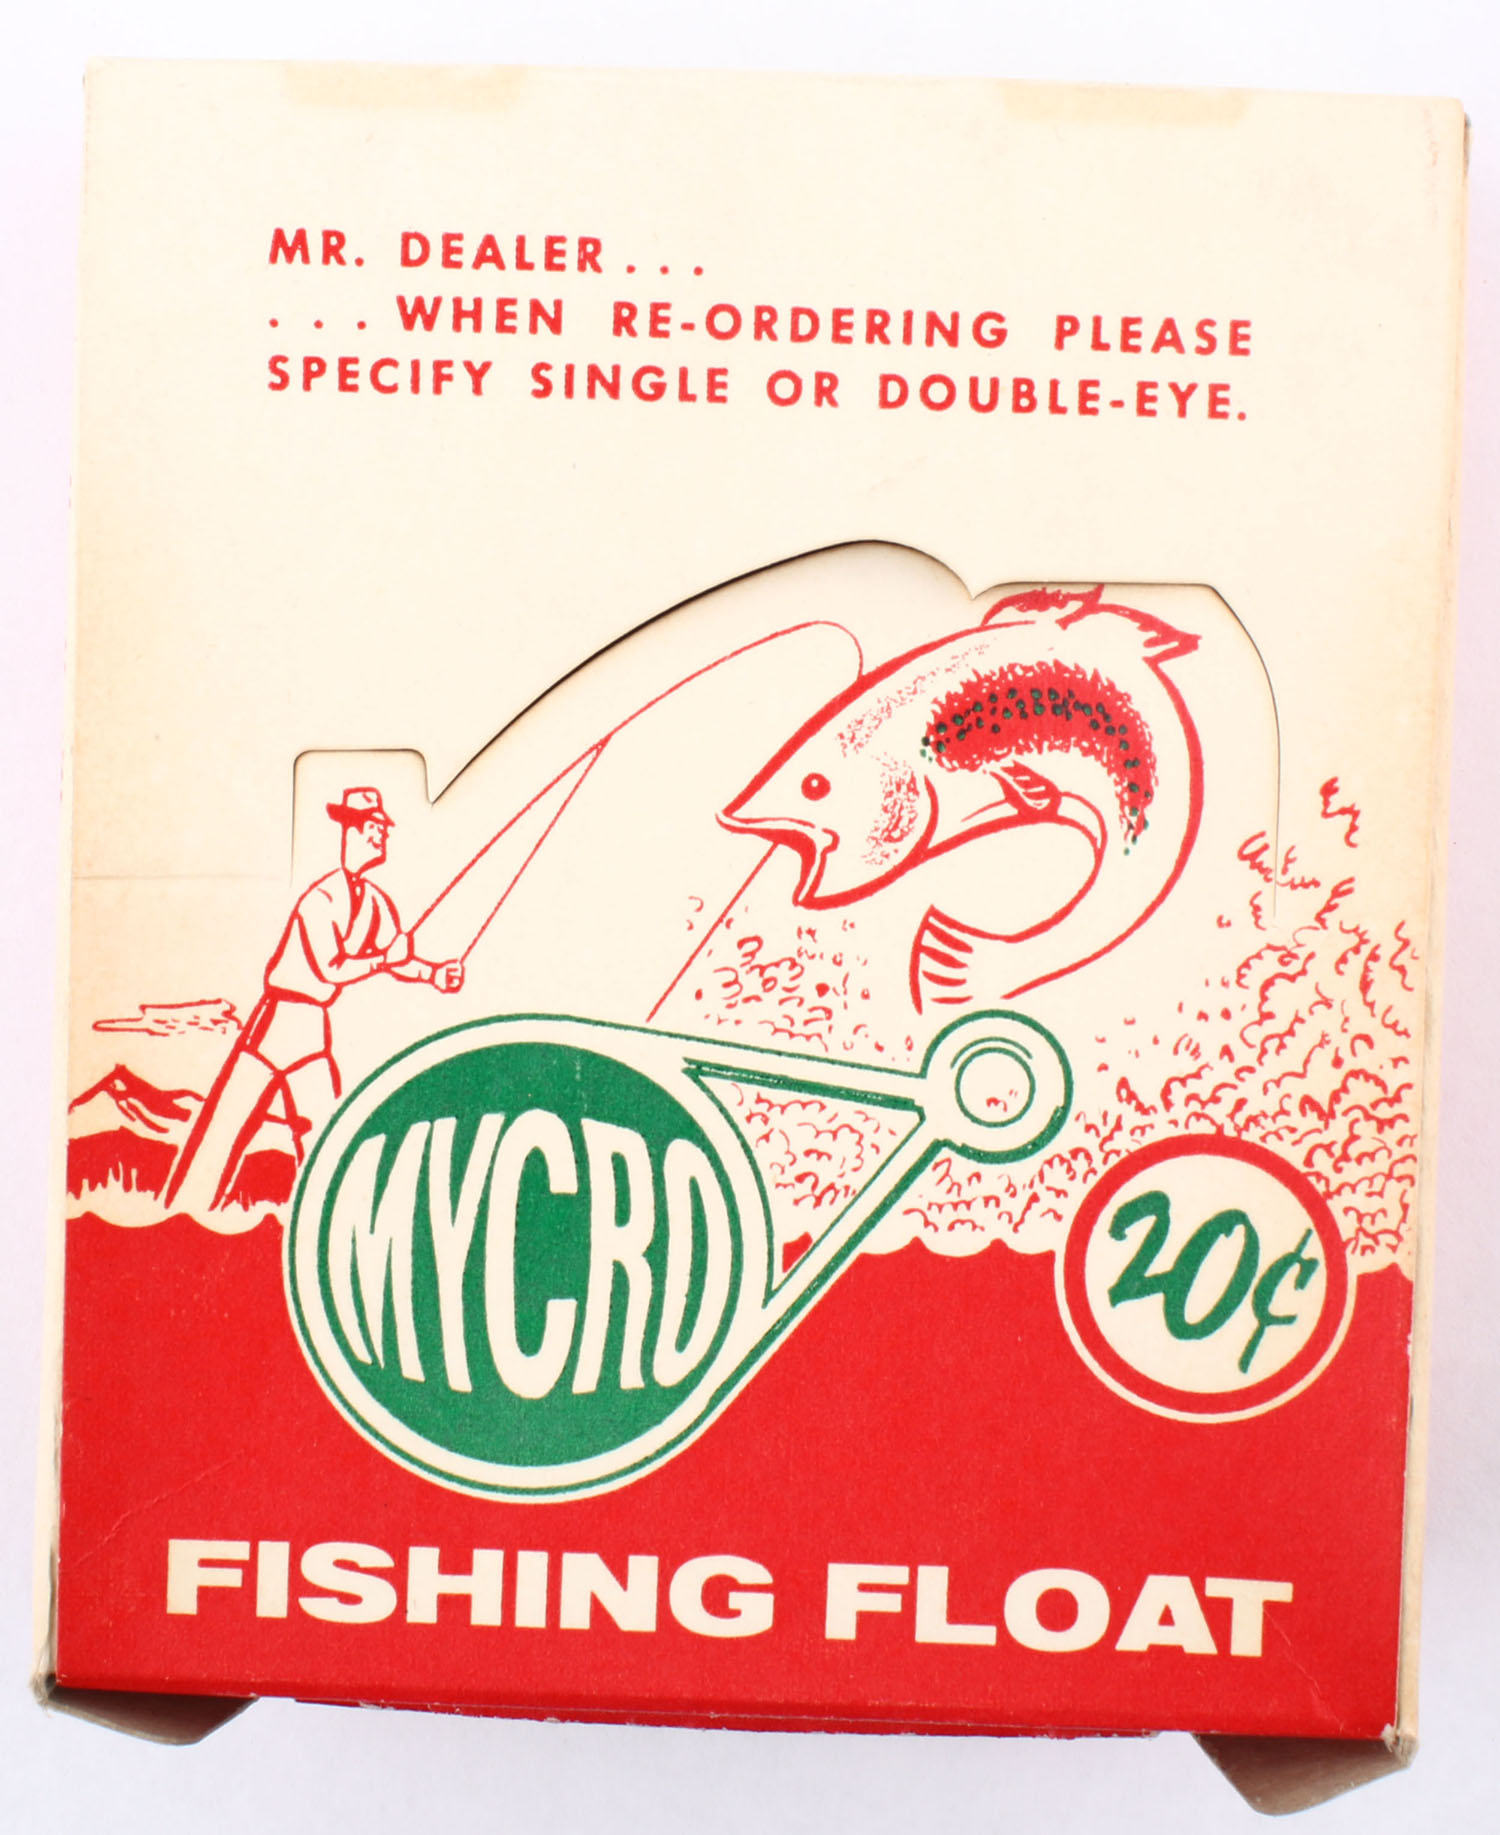 MR. DEALER . . .
. . . WHEN RE-ORDERING PLEASE
SPECIFY SINGLE OR DOUBLE-EYE.
MYCRO
20¢
FISHING FLOAT